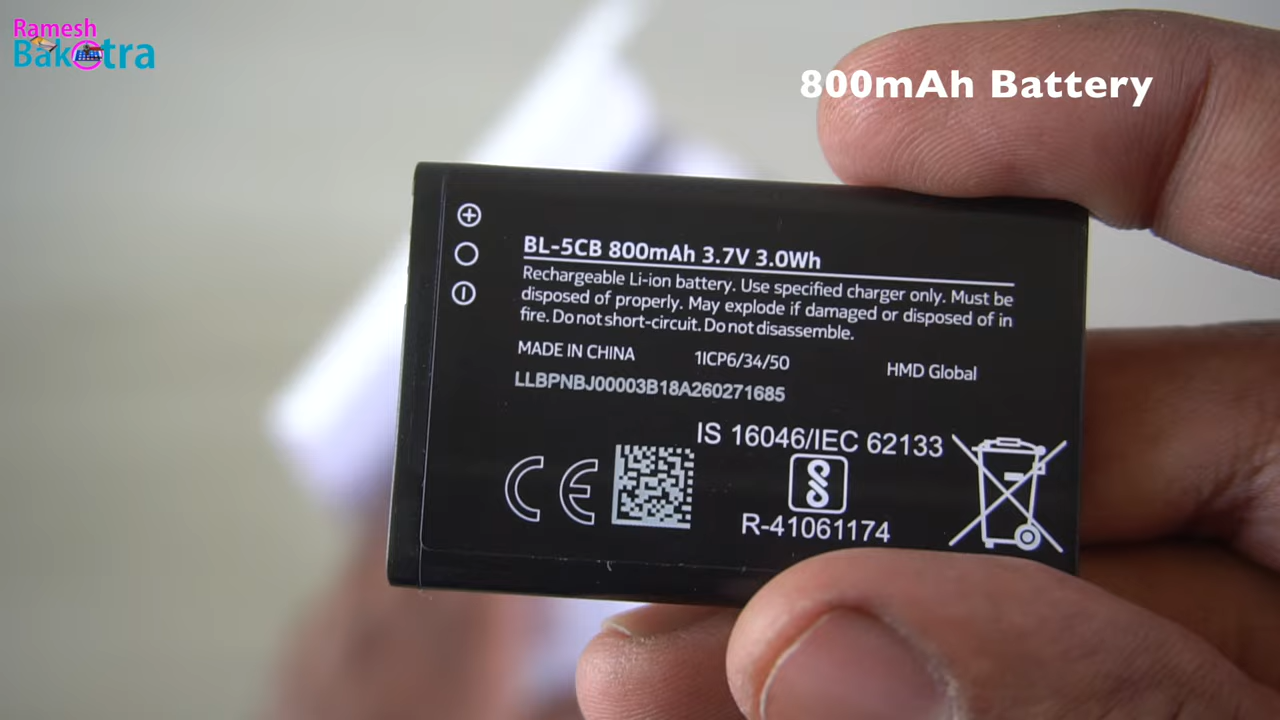 Ramesh
Bakotra
800mAh Battery
BL-5CB 800mAh 3.7V 3.0Wh
Rechargeable Li-ion battery. Use specified charger only. Must be
disposed of properly. May explode if damaged or disposed of in
fire. Do not short-circuit. Do not disassemble.
MADE IN CHINA 1ICP6/34/50 HMD Global
LLBPNBJ00003B18A260271685
IS 16046/IEC 62133
CE
R-41061174